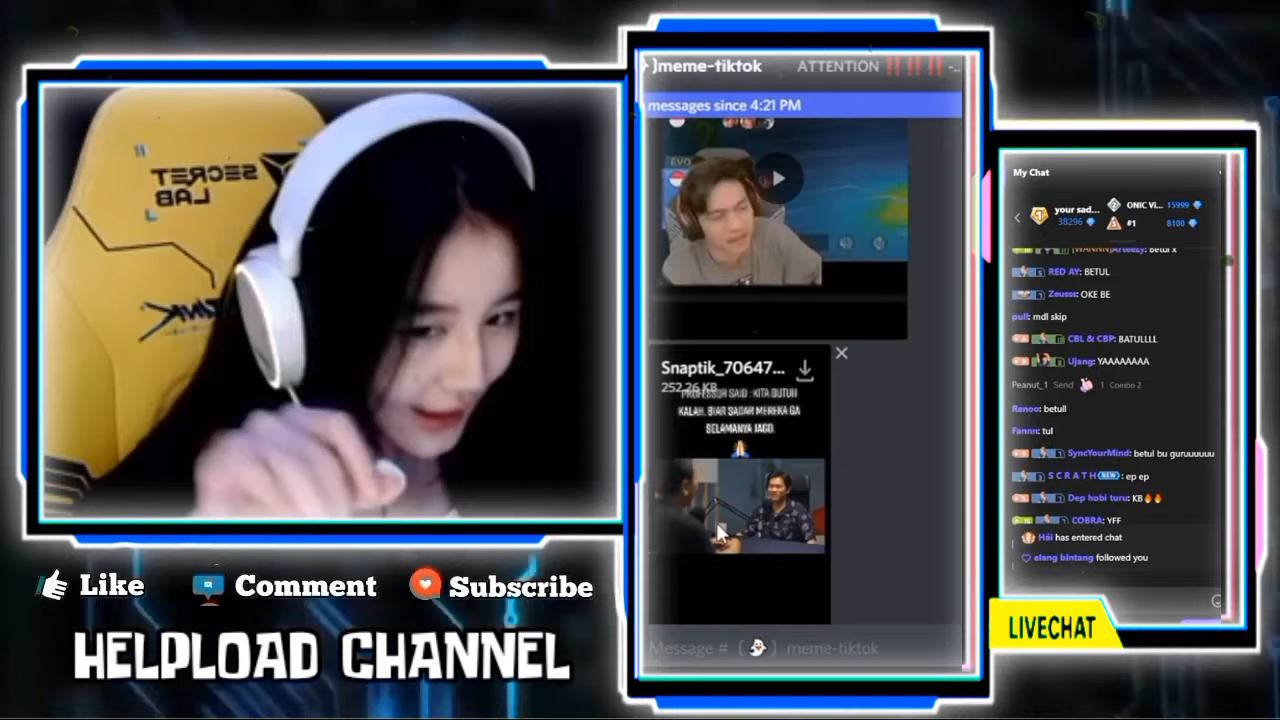 SECRET
LAB
Like
Comment
Subscribe
HELPLOAD CHANNEL
meme-tiktok
ATTENTION ‼️‼️‼️ -..
messages since 4:21 PM
EVO
Snaptik_70647...
252.26 KB
PROFESSOR SAID : KITA BUTUH
KALAH, BIAR SADAR MEREKA GA
SELAMANYA JAGO.
Message # [👻] meme-tiktok
My Chat
your sad...
38296
ONIC Vi... 15999
#1 8100
[WANNN]Arteezy: Betul x
RED AY: BETUL
Zeusss: OKE BE
pull: mdl skip
CBL & CBP: BATULLLL
Ujang: YAAAAAAAA
Peanut_1 Send 1 Combo 2
Renoo: betull
Fannn: tul
SyncYourMind: betul bu guruuuuuu
S C R A T H NEW : ep ep
Dep hobi turu: KB🔥🔥
COBRA: YFF
Hái has entered chat
elang bintang followed you
LIVECHAT